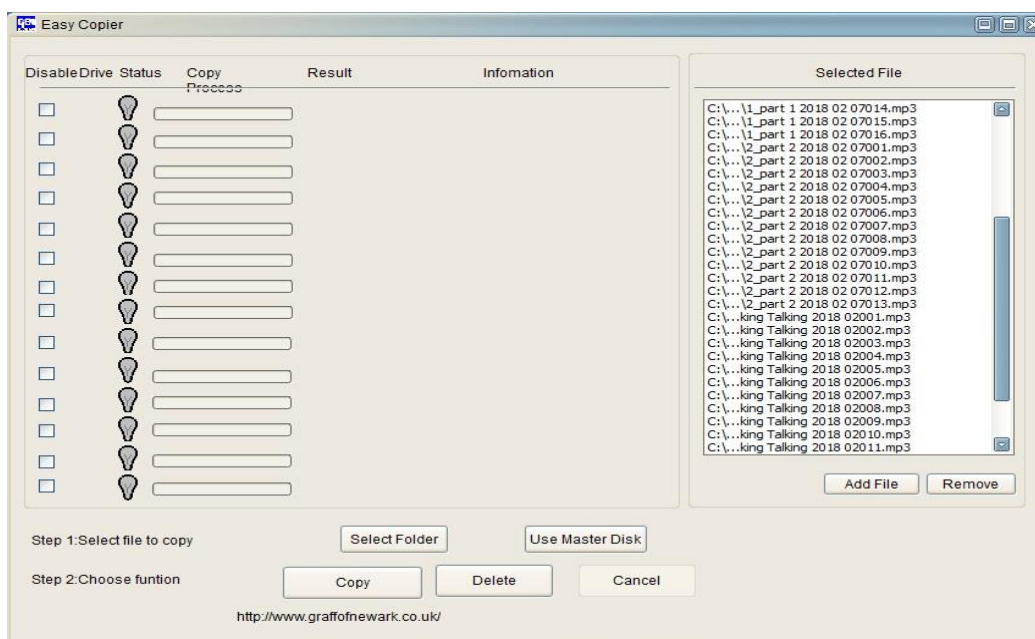 Easy Copier
Disable Drive Status Copy Process Result Infomation
Selected File
C:\...\1_part 1 2018 02 07014.mp3
C:\...\1_part 1 2018 02 07015.mp3
C:\...\1_part 1 2018 02 07016.mp3
C:\...\2_part 2 2018 02 07001.mp3
C:\...\2_part 2 2018 02 07002.mp3
C:\...\2_part 2 2018 02 07003.mp3
C:\...\2_part 2 2018 02 07004.mp3
C:\...\2_part 2 2018 02 07005.mp3
C:\...\2_part 2 2018 02 07006.mp3
C:\...\2_part 2 2018 02 07007.mp3
C:\...\2_part 2 2018 02 07008.mp3
C:\...\2_part 2 2018 02 07009.mp3
C:\...\2_part 2 2018 02 07010.mp3
C:\...\2_part 2 2018 02 07011.mp3
C:\...\2_part 2 2018 02 07012.mp3
C:\...\2_part 2 2018 02 07013.mp3
C:\...king Talking 2018 02001.mp3
C:\...king Talking 2018 02002.mp3
C:\...king Talking 2018 02003.mp3
C:\...king Talking 2018 02004.mp3
C:\...king Talking 2018 02005.mp3
C:\...king Talking 2018 02006.mp3
C:\...king Talking 2018 02007.mp3
C:\...king Talking 2018 02008.mp3
C:\...king Talking 2018 02009.mp3
C:\...king Talking 2018 02010.mp3
C:\...king Talking 2018 02011.mp3
Add File Remove
Step 1:Select file to copy Select Folder Use Master Disk
Step 2:Choose funtion Copy Delete Cancel
http://www.graffofnewark.co.uk/